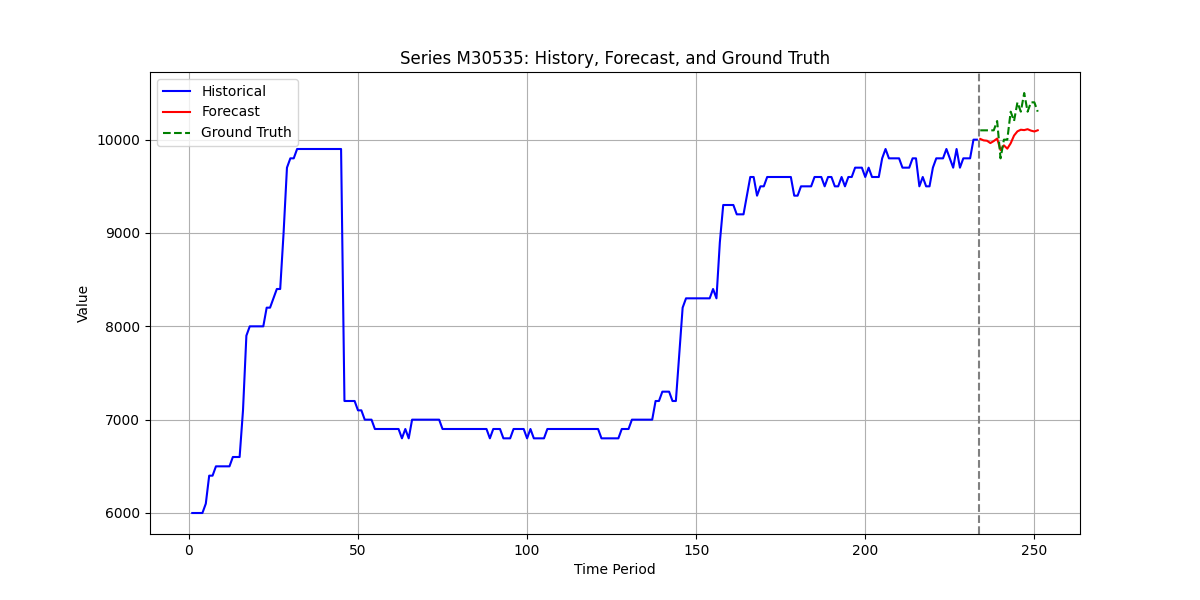 Series M30535: History, Forecast, and Ground Truth
Historical
Forecast
Ground Truth
10000
9000
8000
7000
6000
Value
0
50
100
150
200
250
Time Period